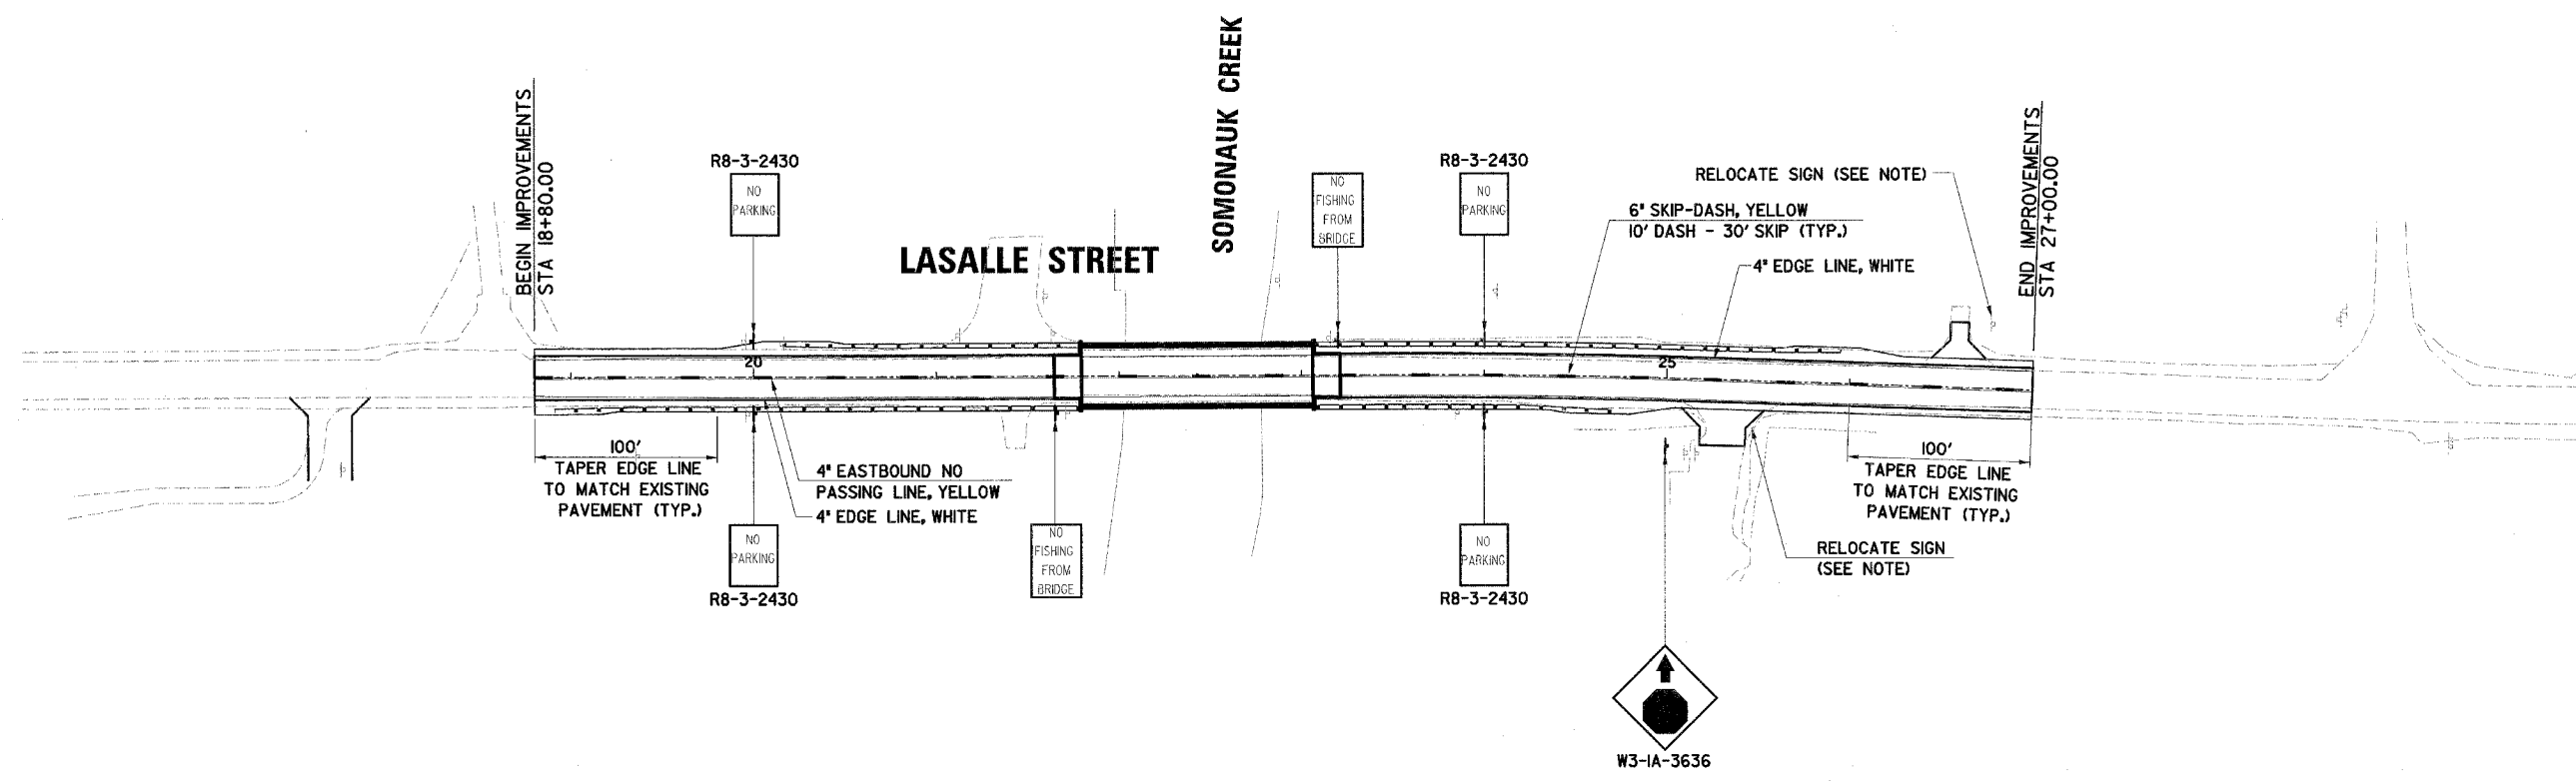 SOMONAUK CREEK
BEGIN IMPROVEMENTS
STA 18+80.00
END IMPROVEMENTS
STA 27+00.00
R8-3-2430
NO
PARKING
NO
FISHING
FROM
BRIDGE
R8-3-2430
NO
PARKING
RELOCATE SIGN (SEE NOTE)
6" SKIP-DASH, YELLOW
10' DASH - 30' SKIP (TYP.)
4" EDGE LINE, WHITE
LASALLE STREET
20
25
100'
TAPER EDGE LINE
TO MATCH EXISTING
PAVEMENT (TYP.)
4" EASTBOUND NO
PASSING LINE, YELLOW
4" EDGE LINE, WHITE
100'
TAPER EDGE LINE
TO MATCH EXISTING
PAVEMENT (TYP.)
NO
PARKING
R8-3-2430
NO
FISHING
FROM
BRIDGE
NO
PARKING
R8-3-2430
RELOCATE SIGN
(SEE NOTE)
W3-1A-3636